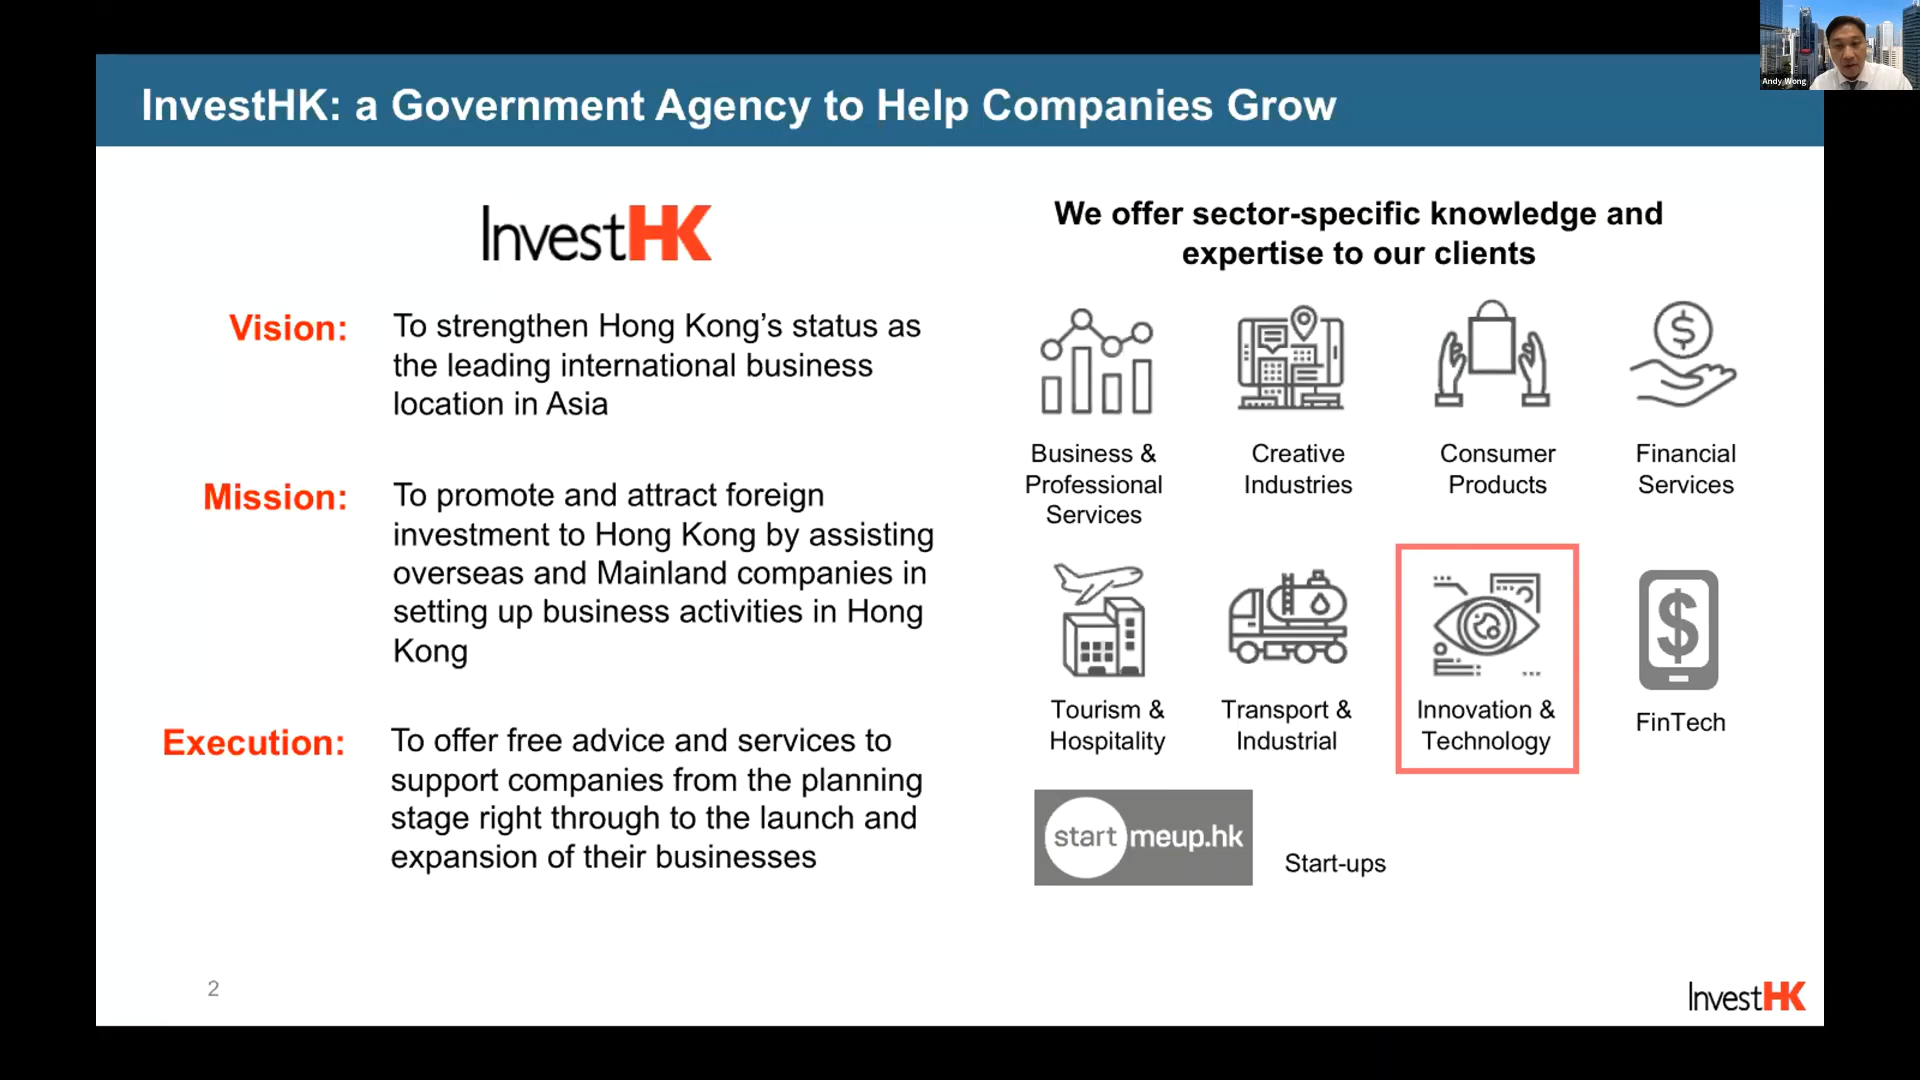 Andy Wong
InvestHK: a Government Agency to Help Companies Grow
InvestHK
Vision:
To strengthen Hong Kong’s status as
the leading international business
location in Asia
Mission:
To promote and attract foreign
investment to Hong Kong by assisting
overseas and Mainland companies in
setting up business activities in Hong
Kong
Execution:
To offer free advice and services to
support companies from the planning
stage right through to the launch and
expansion of their businesses
We offer sector-specific knowledge and
expertise to our clients
Business &
Professional
Services
Creative
Industries
Consumer
Products
Financial
Services
Tourism &
Hospitality
Transport &
Industrial
Innovation &
Technology
FinTech
startmeup.hk
Start-ups
2
InvestHK